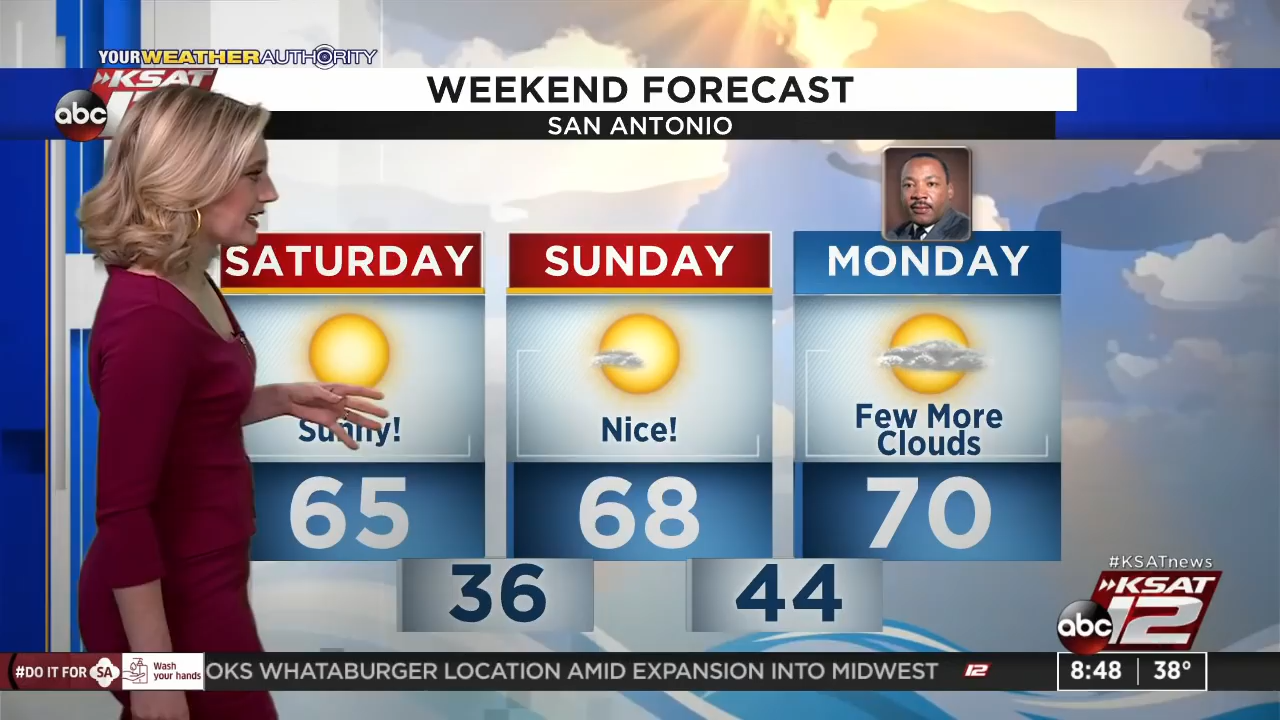 YOURWEATHERAUTHORITY
KSAT
12
abc
WEEKEND FORECAST
SAN ANTONIO
SATURDAY
SUNDAY
MONDAY
Sunny!
Nice!
Few More
Clouds
65
68
70
36
44
#KSATnews
KSAT
12
abc
#DO IT FOR SA
Wash
your hands
OKS WHATABURGER LOCATION AMID EXPANSION INTO MIDWEST
12
8:48
38°